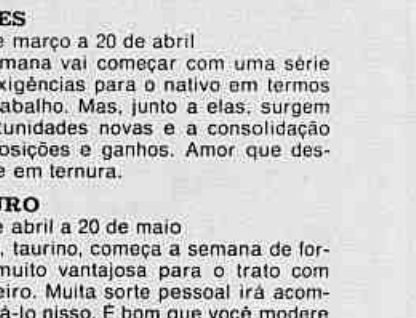 ES
e março a 20 de abril
mana vai começar com uma série
xigências para o nativo em termos
abalho. Mas, junto a elas, surgem
tunidades novas e a consolidação
osições e ganhos. Amor que des-
e em ternura.
URO
e abril a 20 de maio
, taurino, começa a semana de for-
muito vantajosa para o trato com
eiro. Muita sorte pessoal irá acom-
á-lo nisso. É bom que você modere